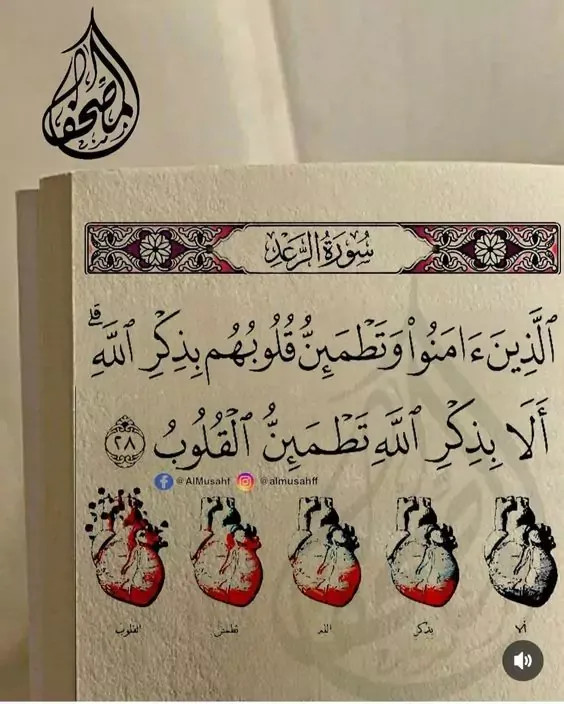 المصحف
سُورَةُ الرَّعْدِ
ٱلَّذِينَ ءَامَنُوا۟ وَتَطْمَئِنُّ قُلُوبُهُم بِذِكْرِ ٱللَّهِ ۗ
أَلَا بِذِكْرِ ٱللَّهِ تَطْمَئِنُّ ٱلْقُلُوبُ ٢٨
@AlMusahf @almusahff
ألا بذكر الله تطمئن القلوب